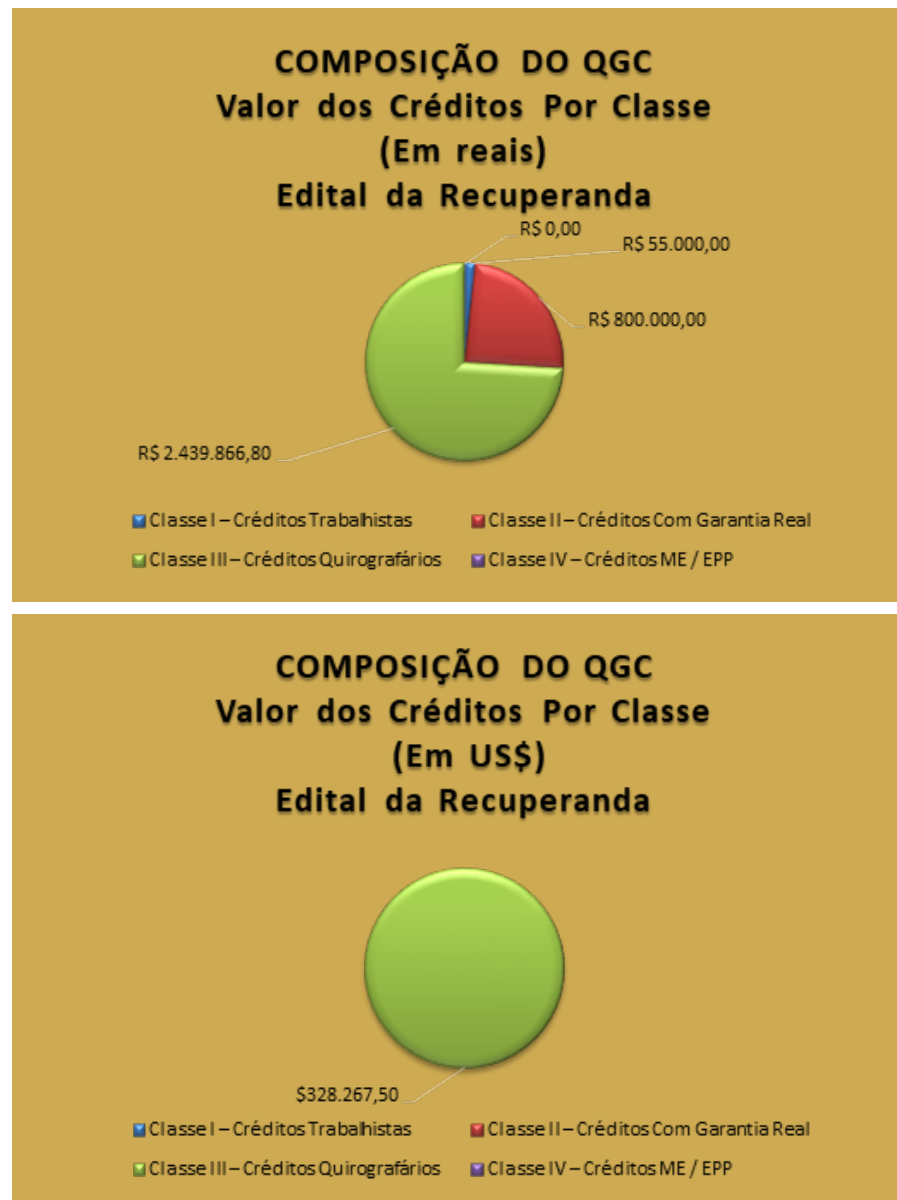 COMPOSIÇÃO DO QGC
Valor dos Créditos Por Classe
(Em reais)
Edital da Recuperanda
R$ 0,00
R$ 55.000,00
R$ 800.000,00
R$ 2.439.866,80
Classe I – Créditos Trabalhistas
Classe II – Créditos Com Garantia Real
Classe III – Créditos Quirografários
Classe IV – Créditos ME / EPP
COMPOSIÇÃO DO QGC
Valor dos Créditos Por Classe
(Em US$)
Edital da Recuperanda
$328.267,50
Classe I – Créditos Trabalhistas
Classe II – Créditos Com Garantia Real
Classe III – Créditos Quirografários
Classe IV – Créditos ME / EPP